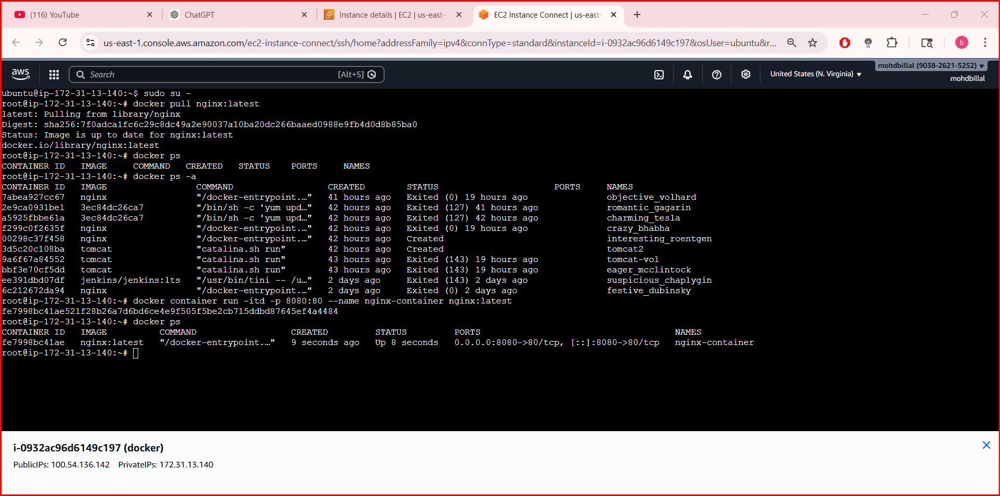 (116) YouTube
ChatGPT
Instance details | EC2 | us-east-
EC2 Instance Connect | us-east-
us-east-1.console.aws.amazon.com/ec2-instance-connect/ssh/home?addressFamily=ipv4&connType=standard&instanceId=i-0932ac96d6149c197&osUser=ubuntu&r...
b
aws
Search
[Alt+S]
United States (N. Virginia) ▼
mohdbillal (9038-2621-5252) ▼
mohdbillal
ubuntu@ip-172-31-13-140:~$ sudo su -
root@ip-172-31-13-140:~# docker pull nginx:latest
latest: Pulling from library/nginx
Digest: sha256:7f0adca1fc6c29c8dc49a2e90037a10ba20dc266baaed0988e9fb4d0d8b85ba0
Status: Image is up to date for nginx:latest
docker.io/library/nginx:latest
root@ip-172-31-13-140:~# docker ps
CONTAINER ID   IMAGE     COMMAND   CREATED   STATUS    PORTS     NAMES
root@ip-172-31-13-140:~# docker ps -a
CONTAINER ID   IMAGE                 COMMAND                  CREATED        STATUS                      PORTS     NAMES
7abea927cc67   nginx                 "/docker-entrypoint.…"   41 hours ago   Exited (0) 19 hours ago               objective_volhard
2e9ca0931be1   3ec84dc26ca7          "/bin/sh -c 'yum upd…"   42 hours ago   Exited (127) 41 hours ago             romantic_gagarin
a5925fbbe61a   3ec84dc26ca7          "/bin/sh -c 'yum upd…"   42 hours ago   Exited (127) 42 hours ago             charming_tesla
f299c0f2635f   nginx                 "/docker-entrypoint.…"   42 hours ago   Exited (0) 19 hours ago               crazy_bhabha
00298c37f458   nginx                 "/docker-entrypoint.…"   42 hours ago   Created                               interesting_roentgen
3d5c20c108ba   tomcat                "catalina.sh run"        42 hours ago   Created                               tomcat2
9a6f67a84552   tomcat                "catalina.sh run"        43 hours ago   Exited (143) 19 hours ago             tomcat-vol
bbf3e70cf5dd   tomcat                "catalina.sh run"        43 hours ago   Exited (143) 19 hours ago             eager_mcclintock
ee391dbd07df   jenkins/jenkins:lts   "/usr/bin/tini -- /u…"   2 days ago     Exited (143) 2 days ago               suspicious_chaplygin
6c212672da94   nginx                 "/docker-entrypoint.…"   2 days ago     Exited (0) 2 days ago                 festive_dubinsky
root@ip-172-31-13-140:~# docker container run -itd -p 8080:80 --name nginx-container nginx:latest
fe7998bc41ae521f28b26a7d6bd6ce4e9f505f5be2cb715ddbd87645ef4a4484
root@ip-172-31-13-140:~# docker ps
CONTAINER ID   IMAGE          COMMAND                  CREATED         STATUS         PORTS                                     NAMES
fe7998bc41ae   nginx:latest   "/docker-entrypoint.…"   9 seconds ago   Up 8 seconds   0.0.0.0:8080->80/tcp, [::]:8080->80/tcp   nginx-container
root@ip-172-31-13-140:~#
i-0932ac96d6149c197 (docker)
PublicIPs: 100.54.136.142 PrivateIPs: 172.31.13.140